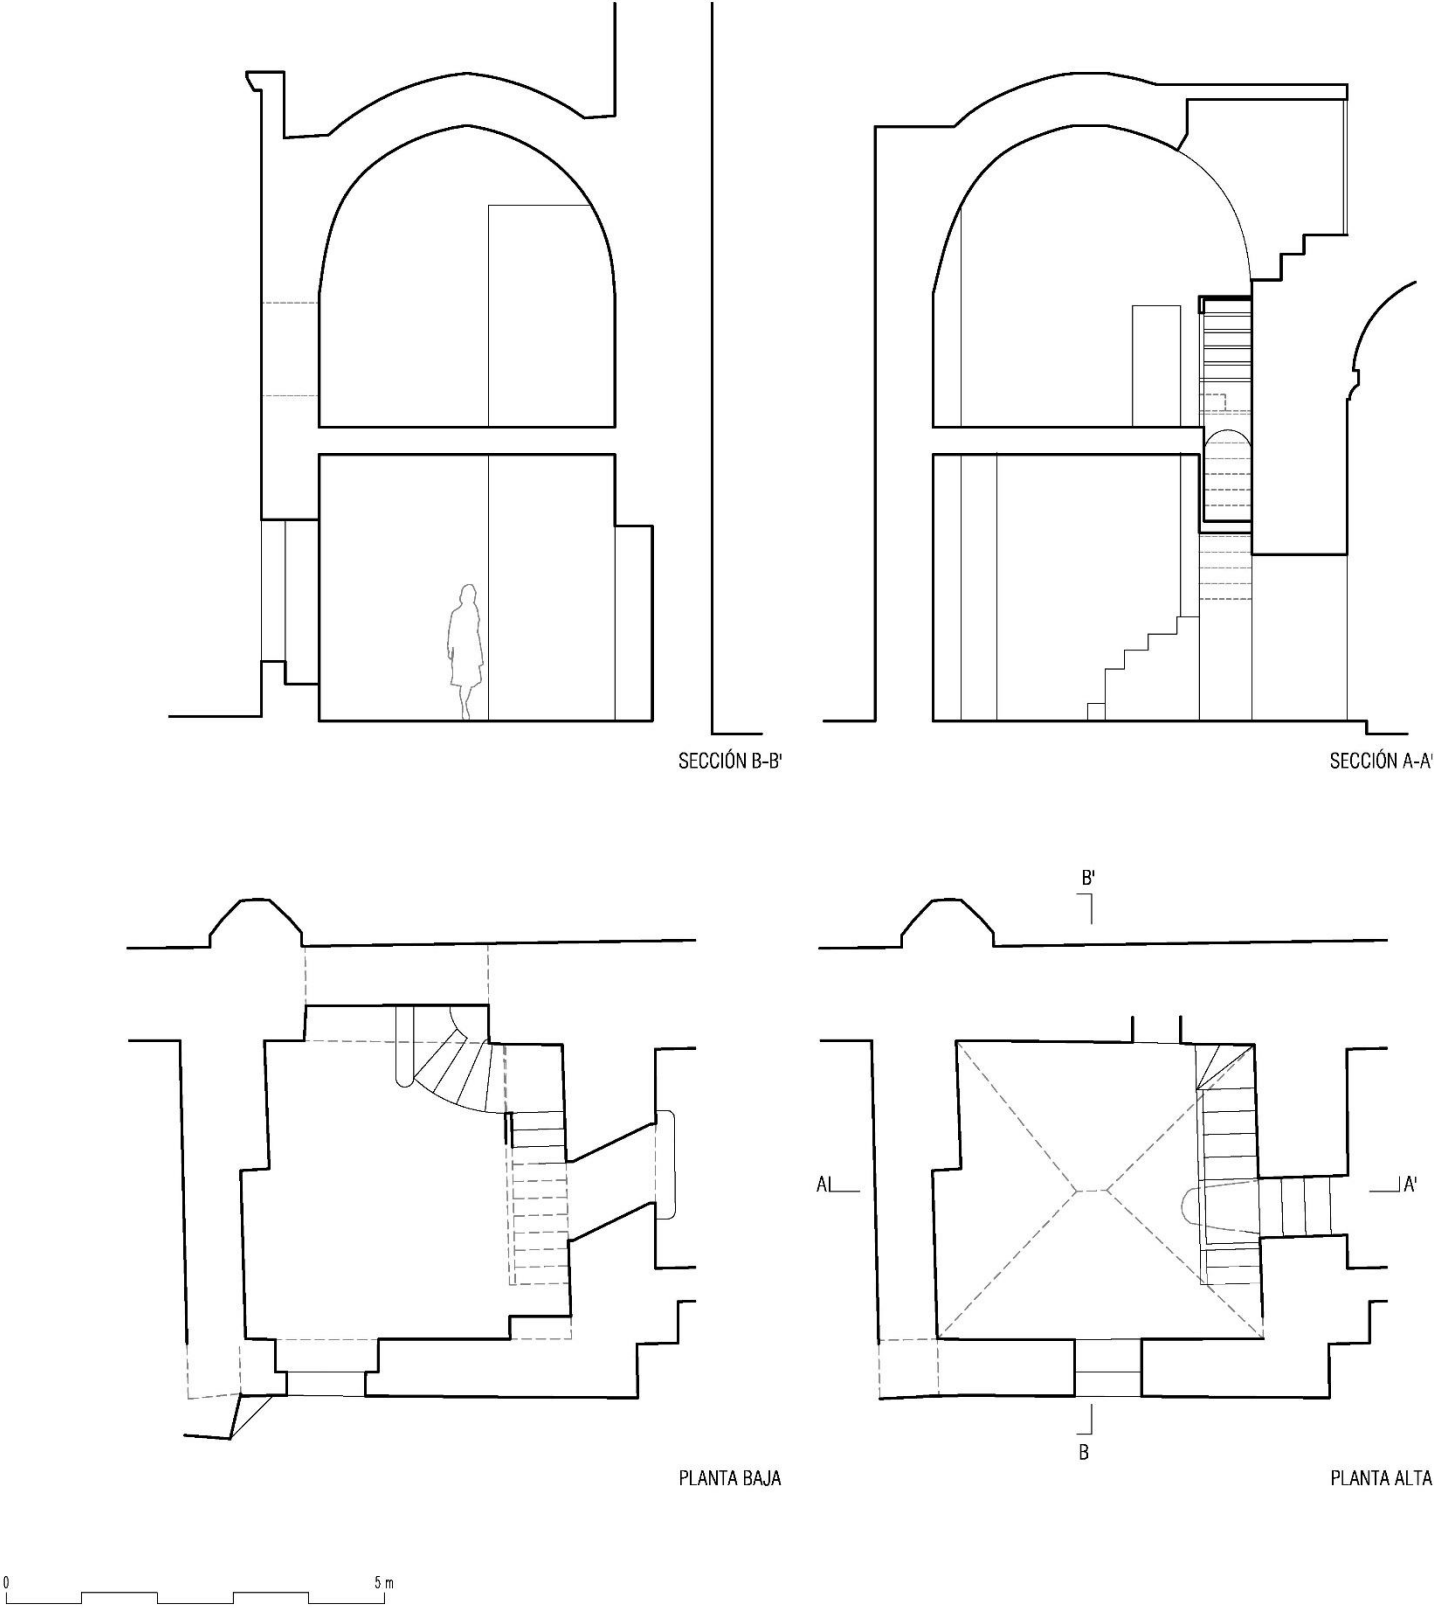 SECCIÓN B-B'
SECCIÓN A-A'
B'
A
A'
B
PLANTA BAJA
PLANTA ALTA
0
5 m